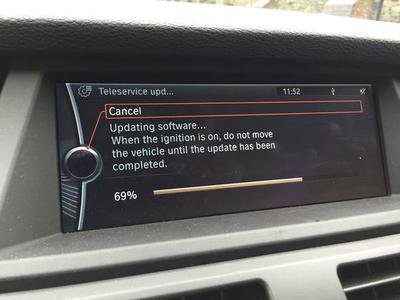 Teleservice upd...
11:52
Cancel
Updating software...
When the ignition is on, do not move
the vehicle until the update has been
completed.
69%